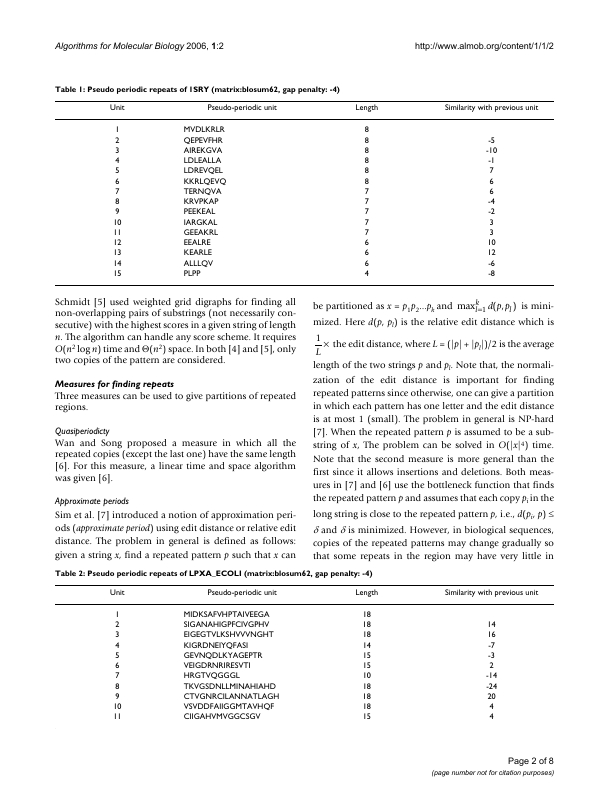 Algorithms for Molecular Biology 2006, 1:2 http://www.almob.org/content/1/1/2
Table 1: Pseudo periodic repeats of 1SRY (matrix:blosum62, gap penalty: -4)
Unit Pseudo-periodic unit Length Similarity with previous unit
1 MVDLKRLR 8
2 QEPEVFHR 8 -5
3 AIREKGVA 8 -10
4 LDLEALLA 8 -1
5 LDREVQEL 8 7
6 KKRLQEVQ 8 6
7 TERNQVA 7 6
8 KRVPKAP 7 -4
9 PEEKEAL 7 -2
10 IARGKAL 7 3
11 GEEAKRL 7 3
12 EEALRE 6 10
13 KEARLE 6 12
14 ALLLQV 6 -6
15 PLPP 4 -8
Schmidt [5] used weighted grid digraphs for finding all
non-overlapping pairs of substrings (not necessarily con-
secutive) with the highest scores in a given string of length
n. The algorithm can handle any score scheme. It requires
O(n² log n) time and Θ(n²) space. In both [4] and [5], only
two copies of the pattern are considered.
Measures for finding repeats
Three measures can be used to give partitions of repeated
regions.
Quasiperiodicty
Wan and Song proposed a measure in which all the
repeated copies (except the last one) have the same length
[6]. For this measure, a linear time and space algorithm
was given [6].
Approximate periods
Sim et al. [7] introduced a notion of approximation peri-
ods (approximate period) using edit distance or relative edit
distance. The problem in general is defined as follows:
given a string x, find a repeated pattern p such that x can
be partitioned as x = p₁p₂...pₖ and maxᵏᵢ₌₁ d(p, pᵢ) is mini-
mized. Here d(p, pᵢ) is the relative edit distance which is
1/L × the edit distance, where L = (|p| + |pᵢ|)/2 is the average
length of the two strings p and pᵢ. Note that, the normali-
zation of the edit distance is important for finding
repeated patterns since otherwise, one can give a partition
in which each pattern has one letter and the edit distance
is at most 1 (small). The problem in general is NP-hard
[7]. When the repeated pattern p is assumed to be a sub-
string of x, The problem can be solved in O(|x|⁴) time.
Note that the second measure is more general than the
first since it allows insertions and deletions. Both meas-
ures in [7] and [6] use the bottleneck function that finds
the repeated pattern p and assumes that each copy pᵢ in the
long string is close to the repeated pattern p, i.e., d(pᵢ, p) ≤
δ and δ is minimized. However, in biological sequences,
copies of the repeated patterns may change gradually so
that some repeats in the region may have very little in
Table 2: Pseudo periodic repeats of LPXA_ECOLI (matrix:blosum62, gap penalty: -4)
Unit Pseudo-periodic unit Length Similarity with previous unit
1 MIDKSAFVHPTAIVEEGA 18
2 SIGANAHIGPFCIVGPHV 18 14
3 EIGEGTVLKSHVVVNGHT 18 16
4 KIGRDNEIYQFASI 14 -7
5 GEVNQDLKYAGEPTR 15 -3
6 VEIGDRNRIRESVTI 15 2
7 HRGTVQGGGL 10 -14
8 TKVGSDNLLMINAHIAHD 18 -24
9 CTVGNRCILANNATLAGH 18 20
10 VSVDDFAIIGGMTAVHQF 18 4
11 CIIGAHVMVGGCSGV 15 4
Page 2 of 8
(page number not for citation purposes)